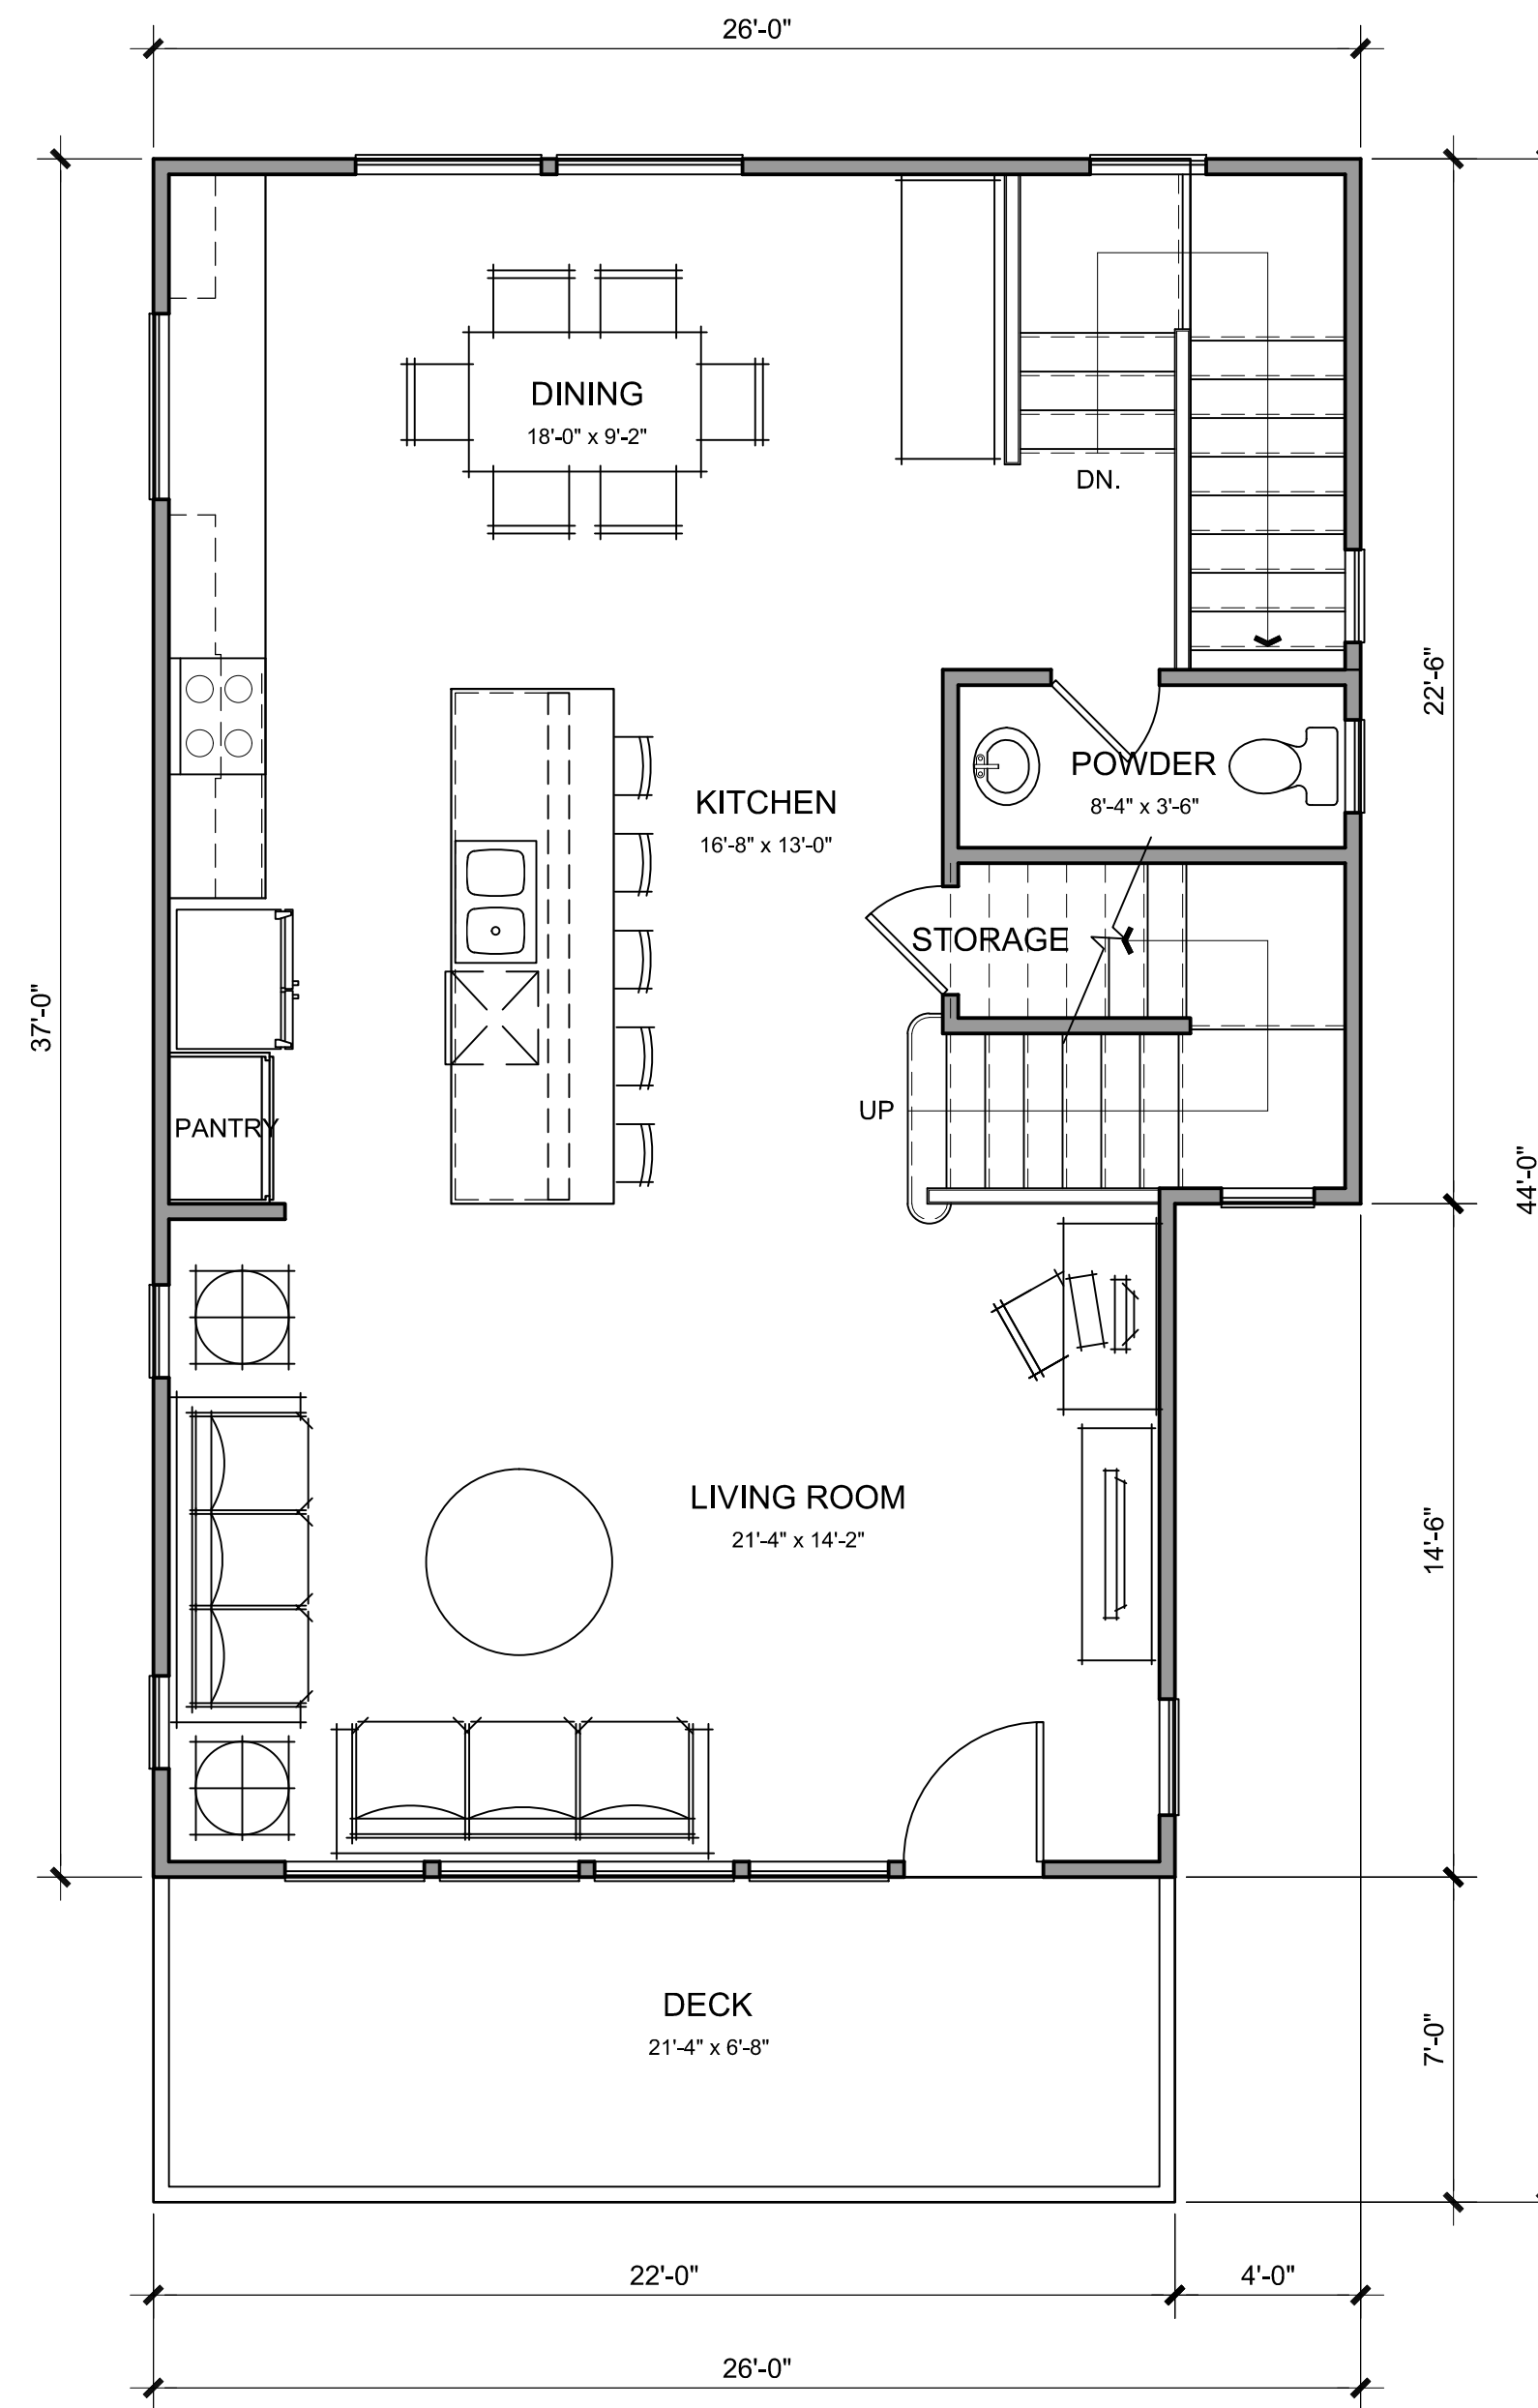 26'-0"
DINING
18'-0" x 9'-2"
DN.
22'-6"
POWDER
8'-4" x 3'-6"
KITCHEN
16'-8" x 13'-0"
STORAGE
37'-0"
UP
PANTRY
44'-0"
LIVING ROOM
21'-4" x 14'-2"
14'-6"
DECK
21'-4" x 6'-8"
7'-0"
22'-0"
4'-0"
26'-0"